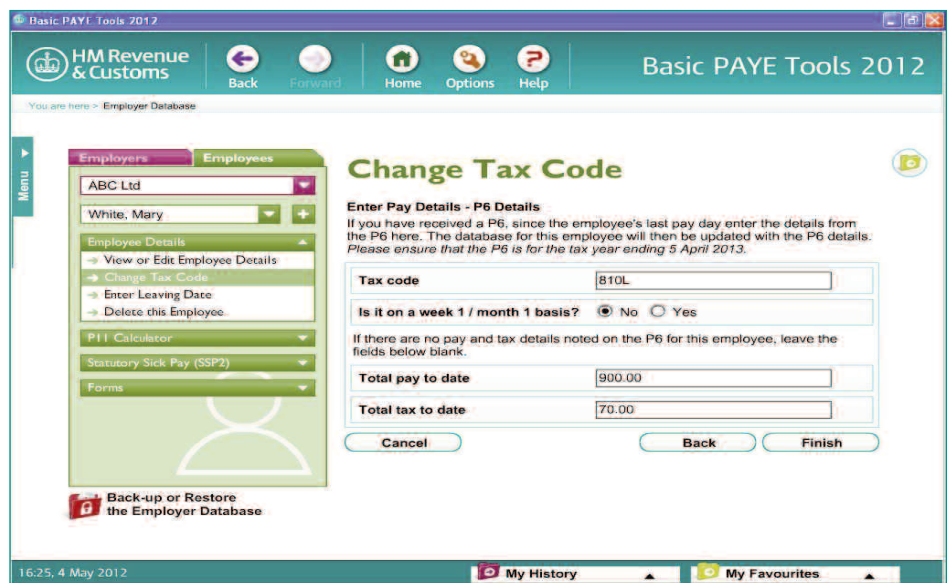 Basic PAYE Tools 2012
HM Revenue
& Customs
Back
Forward
Home
Options
Help
Basic PAYE Tools 2012
You are here > Employer Database
Menu
Employers
Employees
ABC Ltd
White, Mary
Employee Details
View or Edit Employee Details
Change Tax Code
Enter Leaving Date
Delete this Employee
P11 Calculator
Statutory Sick Pay (SSP2)
Forms
Back-up or Restore
the Employer Database
Change Tax Code
Enter Pay Details - P6 Details
If you have received a P6, since the employee's last pay day enter the details from
the P6 here. The database for this employee will then be updated with the P6 details.
Please ensure that the P6 is for the tax year ending 5 April 2013.
Tax code 810L
Is it on a week 1 / month 1 basis? No Yes
If there are no pay and tax details noted on the P6 for this employee, leave the
fields below blank.
Total pay to date 900.00
Total tax to date 70.00
Cancel Back Finish
16:25, 4 May 2012
My History
My Favourites